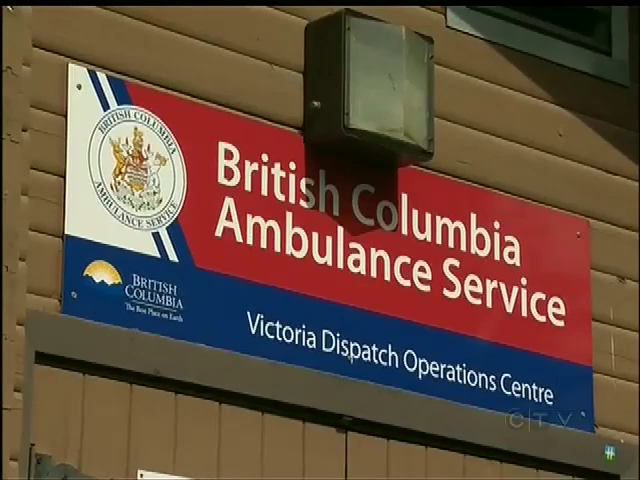 BRITISH COLUMBIA
AMBULANCE SERVICE
British Columbia
Ambulance Service
BRITISH
COLUMBIA
The Best Place on Earth
Victoria Dispatch Operations Centre
CTV